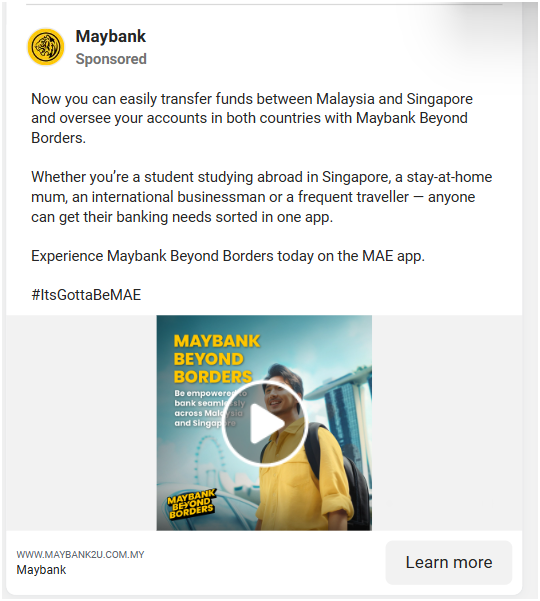 Maybank
Sponsored
Now you can easily transfer funds between Malaysia and Singapore
and oversee your accounts in both countries with Maybank Beyond
Borders.
Whether you’re a student studying abroad in Singapore, a stay-at-home
mum, an international businessman or a frequent traveller — anyone
can get their banking needs sorted in one app.
Experience Maybank Beyond Borders today on the MAE app.
#ItsGottaBeMAE
MAYBANK
BEYOND
BORDERS
Be empowered to
bank seamlessly
across Malaysia
and Singapore
MAYBANK
BEYOND
BORDERS
WWW.MAYBANK2U.COM.MY
Maybank
Learn more